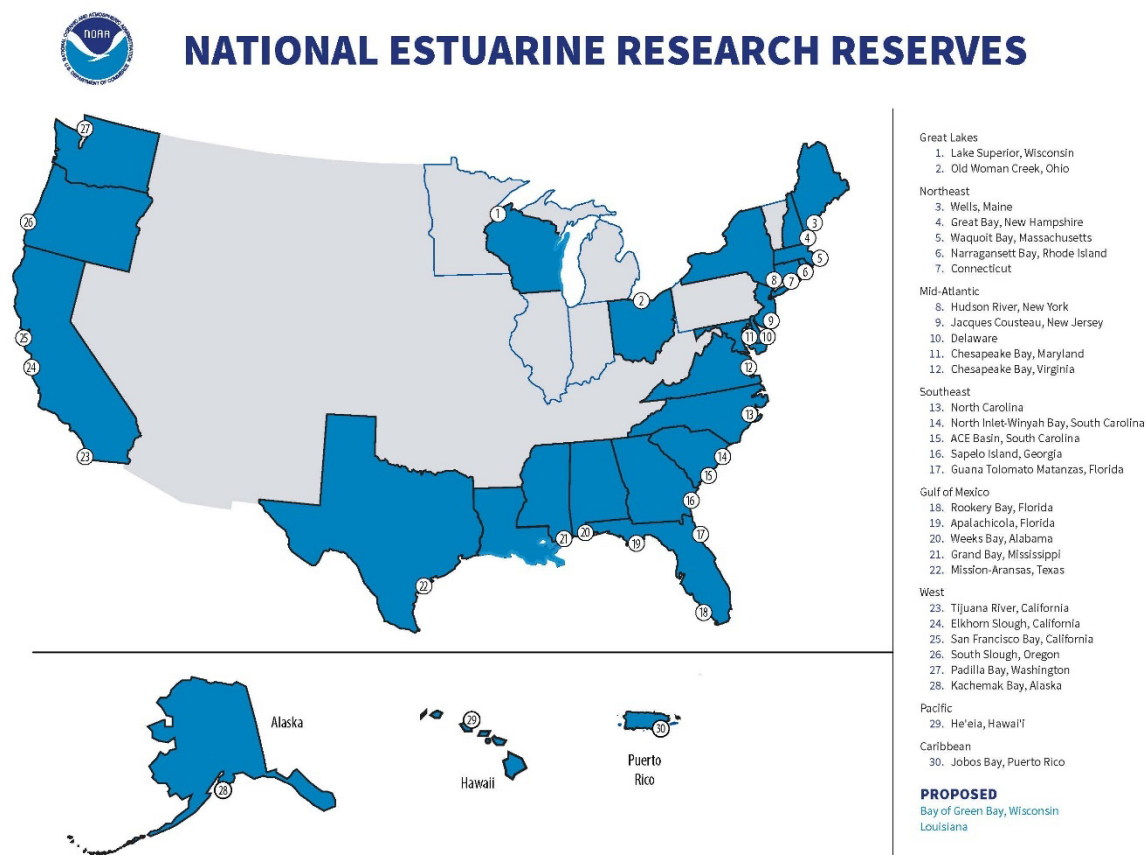 NATIONAL OCEANIC AND ATMOSPHERIC ADMINISTRATION
U.S. DEPARTMENT OF COMMERCE
NOAA
NATIONAL ESTUARINE RESEARCH RESERVES
27
26
25
24
23
1
2
3
4
5
6
7
8
9
10
11
12
13
14
15
16
17
18
19
20
21
22
Alaska
28
29
Hawaii
30
Puerto
Rico
Great Lakes
1. Lake Superior, Wisconsin
2. Old Woman Creek, Ohio
Northeast
3. Wells, Maine
4. Great Bay, New Hampshire
5. Waquoit Bay, Massachusetts
6. Narragansett Bay, Rhode Island
7. Connecticut
Mid-Atlantic
8. Hudson River, New York
9. Jacques Cousteau, New Jersey
10. Delaware
11. Chesapeake Bay, Maryland
12. Chesapeake Bay, Virginia
Southeast
13. North Carolina
14. North Inlet-Winyah Bay, South Carolina
15. ACE Basin, South Carolina
16. Sapelo Island, Georgia
17. Guana Tolomato Matanzas, Florida
Gulf of Mexico
18. Rookery Bay, Florida
19. Apalachicola, Florida
20. Weeks Bay, Alabama
21. Grand Bay, Mississippi
22. Mission-Aransas, Texas
West
23. Tijuana River, California
24. Elkhorn Slough, California
25. San Francisco Bay, California
26. South Slough, Oregon
27. Padilla Bay, Washington
28. Kachemak Bay, Alaska
Pacific
29. He'eia, Hawai'i
Caribbean
30. Jobos Bay, Puerto Rico
PROPOSED
Bay of Green Bay, Wisconsin
Louisiana